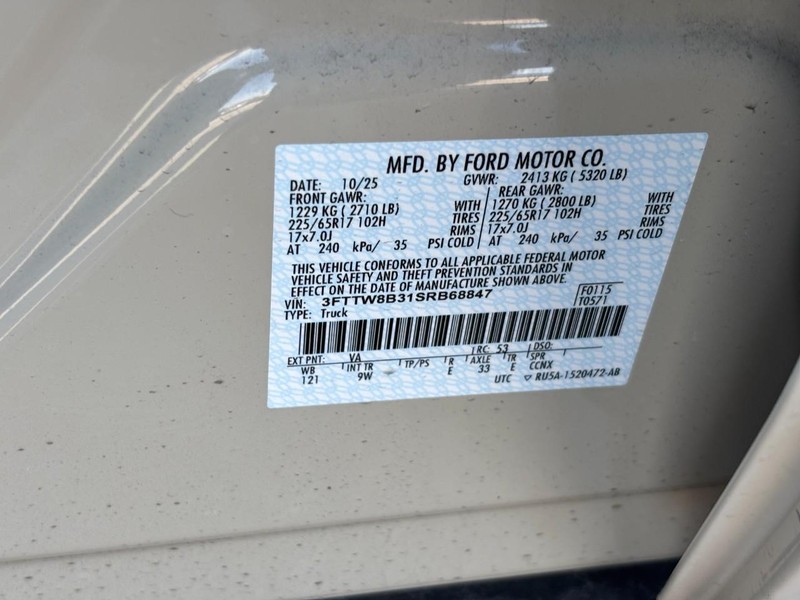 MFD. BY FORD MOTOR CO.
DATE: 10/25 GVWR: 2413 KG ( 5320 LB)
FRONT GAWR: REAR GAWR:
1229 KG ( 2710 LB) WITH 1270 KG ( 2800 LB) WITH
225/65R17 102H TIRES 225/65R17 102H TIRES
17x7.0J RIMS 17x7.0J RIMS
AT 240 kPa/ 35 PSI COLD AT 240 kPa/ 35 PSI COLD
THIS VEHICLE CONFORMS TO ALL APPLICABLE FEDERAL MOTOR
VEHICLE SAFETY AND THEFT PREVENTION STANDARDS IN
EFFECT ON THE DATE OF MANUFACTURE SHOWN ABOVE.
VIN: 3FTTW8B31SRB68847 F0115
TYPE: Truck T0571
EXT PNT: VA RC: 53 DSO:
WB INT TR TP/PS R AXLE TR SPR
121 9W E 33 E CCNX
UTC ▽ RU5A-1520472-AB